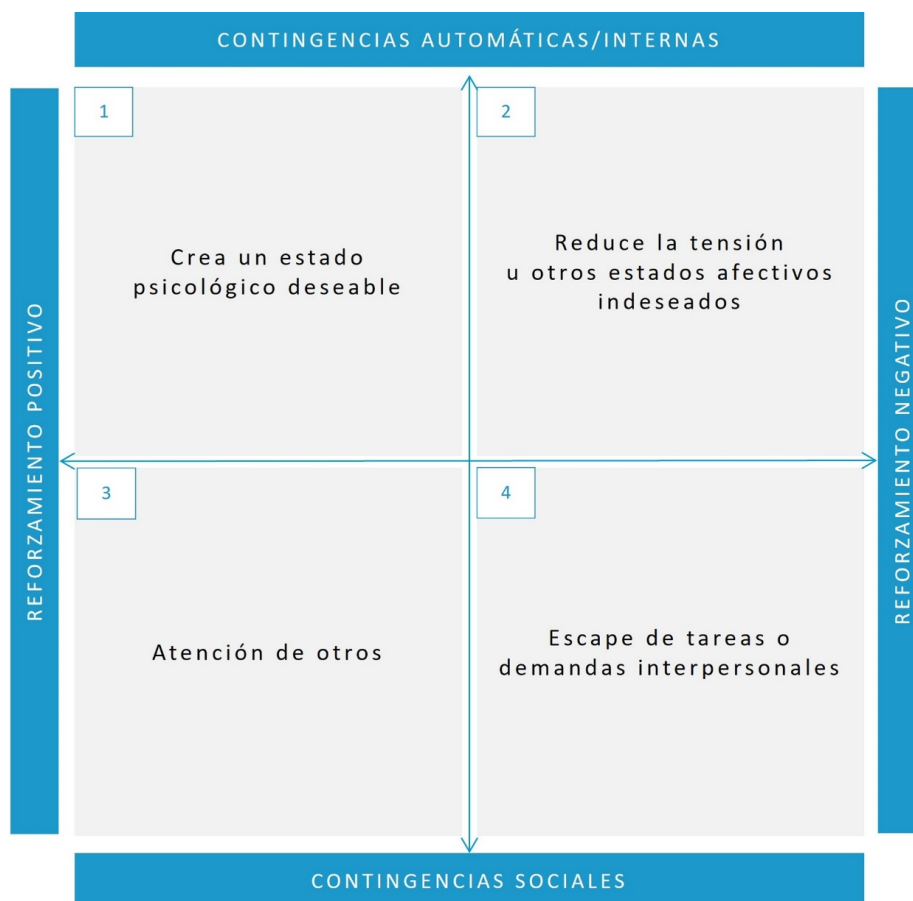 CONTINGENCIAS AUTOMÁTICAS/INTERNAS
REFORZAMIENTO POSITIVO
1
Crea un estado
psicológico deseable
2
Reduce la tensión
u otros estados afectivos
indeseados
REFORZAMIENTO NEGATIVO
3
Atención de otros
4
Escape de tareas o
demandas interpersonales
CONTINGENCIAS SOCIALES